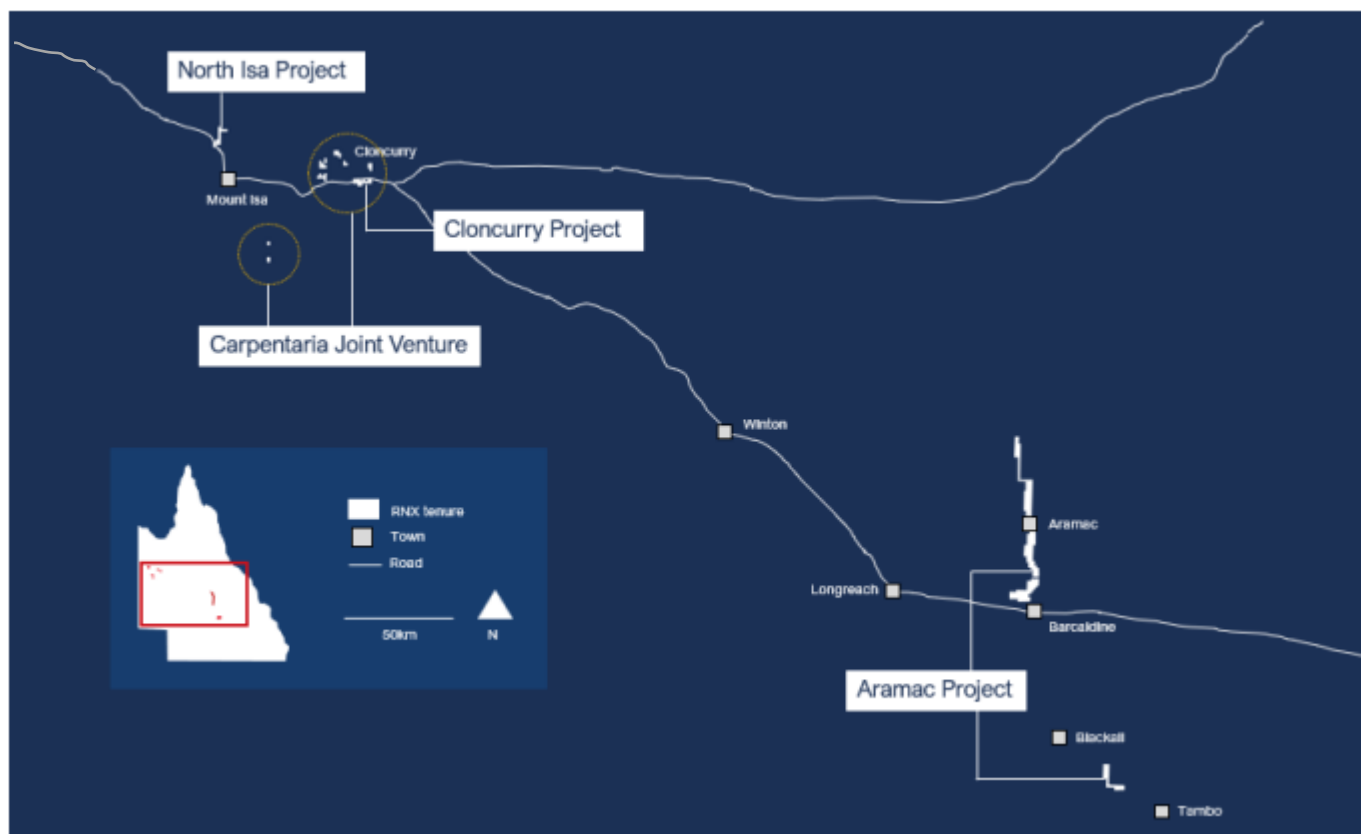 North Isa Project
Cloncurry
Mount Isa
Cloncurry Project
Carpentaria Joint Venture
Winton
RNX tenure
Town
Road
50km
N
Aramac
Longreach
Barcaldine
Aramac Project
Blackall
Tambo